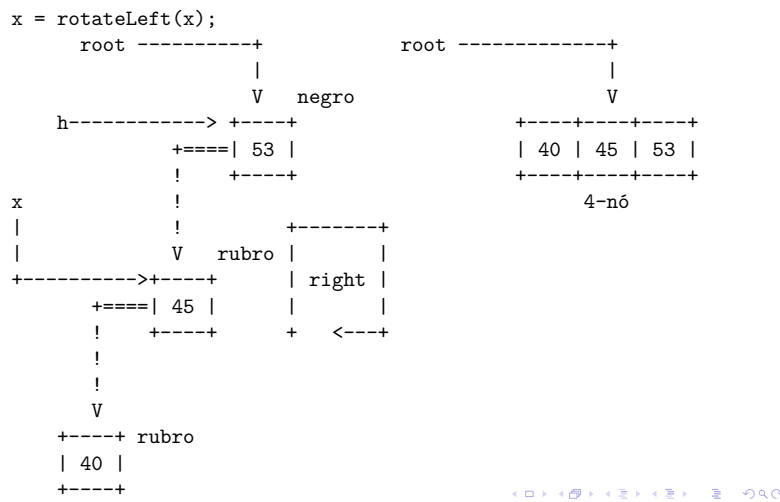 x = rotateLeft(x);
      root ----------+            root -------------+
                     |                              |
                     V   negro                      V
    h------------> +----+                   +----+----+----+
              +====| 53 |                   | 40 | 45 | 53 |
              !    +----+                   +----+----+----+
x             !                                  4-nó
|             !         +-------+
|             V   rubro |       |
+---------->+----+      | right |
       +====| 45 |      |       |
       !    +----+      +   <---+
       !
       !
       V
    +----+ rubro
    | 40 |
    +----+